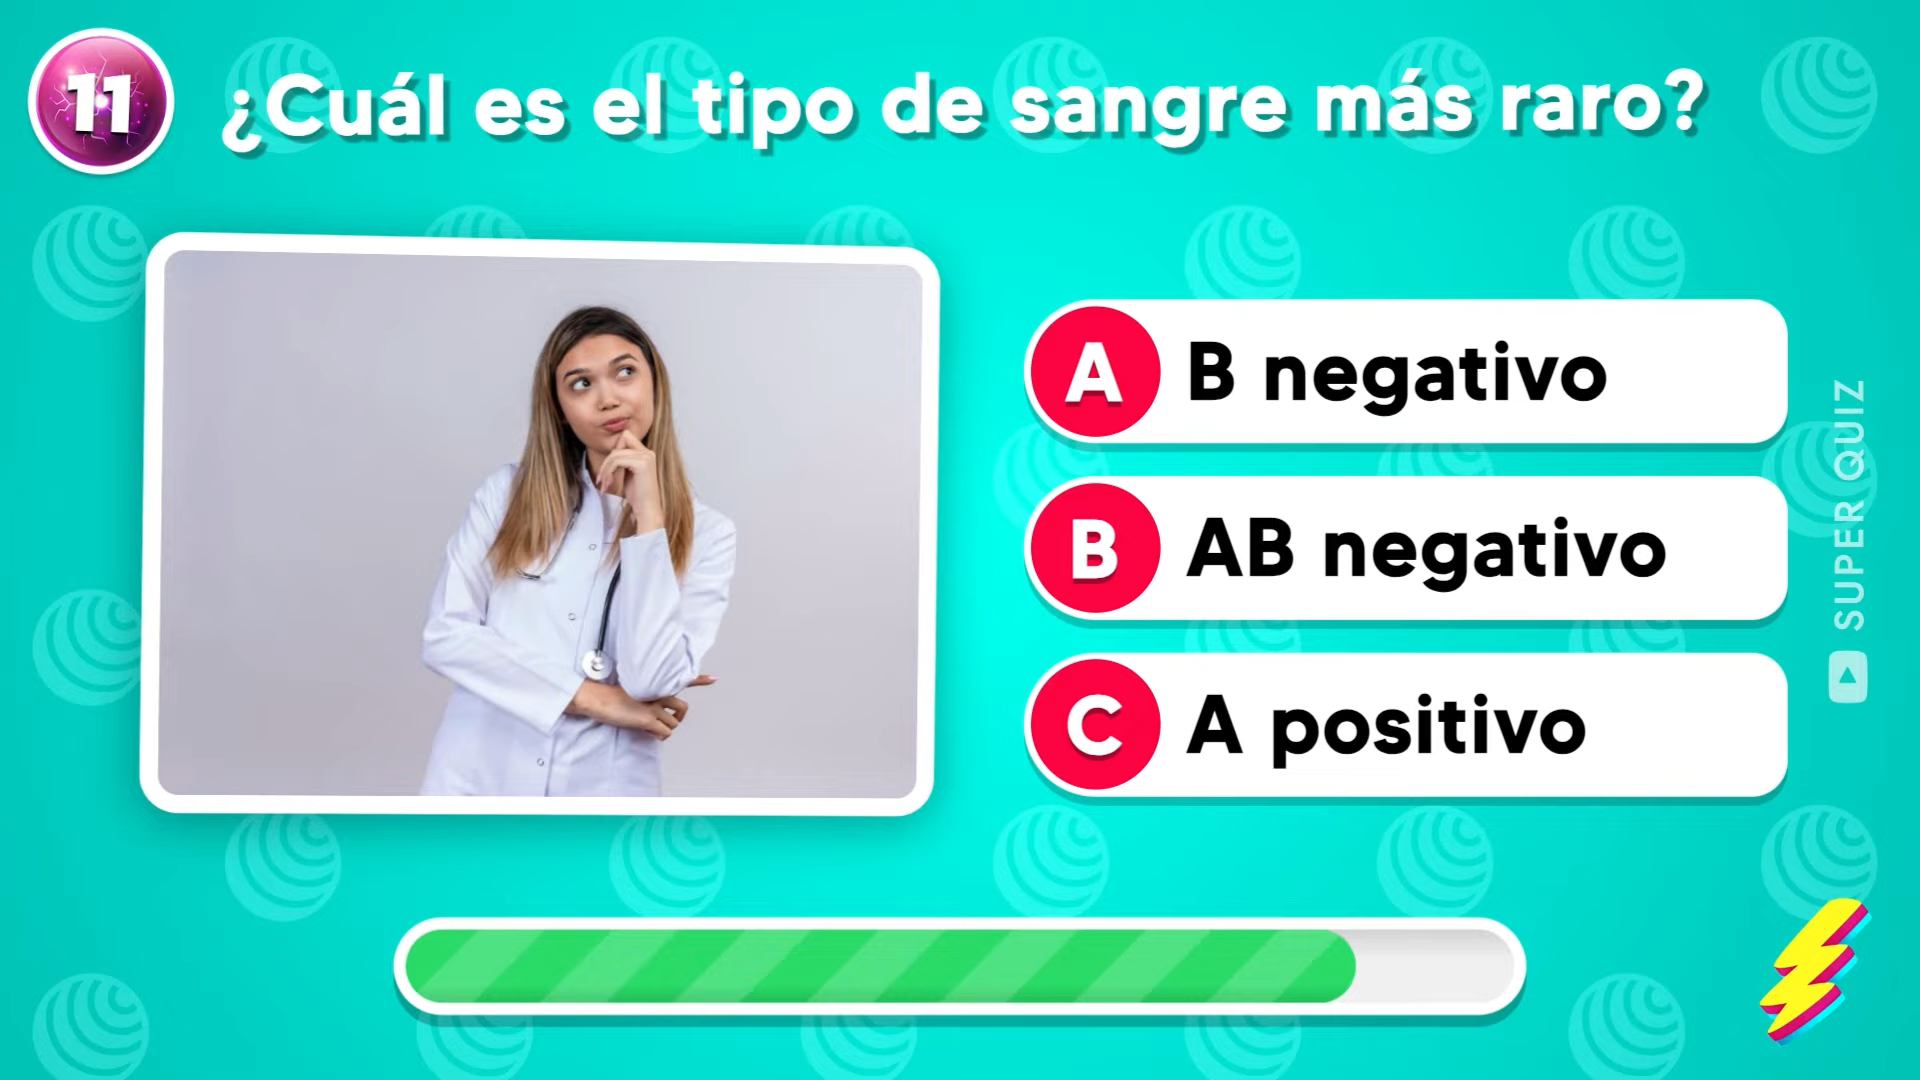 11
¿Cuál es el tipo de sangre más raro?
A B negativo
B AB negativo
C A positivo
SUPER QUIZ